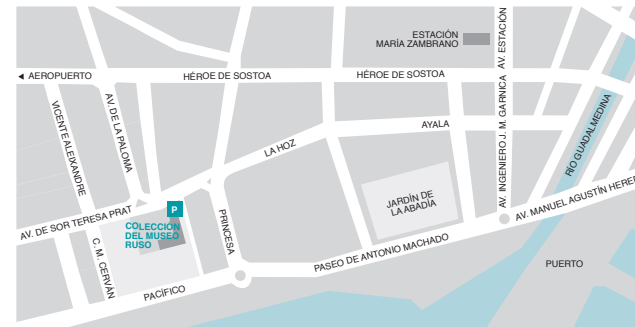 ESTACIÓN
MARÍA ZAMBRANO
AV. ESTACIÓN
AEROPUERTO
HÉROE DE SOSTOA
HÉROE DE SOSTOA
VICENTE ALEIXANDRE
AV. DE LA PALOMA
LA HOZ
AYALA
AV. INGENIERO J. M. GARNICA
RÍO GUADALMEDINA
JARDÍN DE
LA ABADÍA
P
AV. DE SOR TERESA PRAT
COLECCION
DEL MUSEO
RUSO
C. M. CERVÁN
PRINCESA
PACÍFICO
PASEO DE ANTONIO MACHADO
AV. MANUEL AGUSTÍN HERE
PUERTO